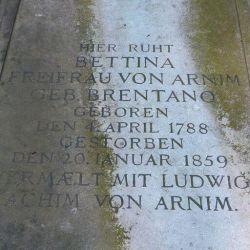 HIER RUHT
BETTINA
FREIFRAU VON ARNIM
GEB. BRENTANO
GEBOREN
DEN 4. APRIL 1788
GESTORBEN
DEN 20. JANUAR 1859
VERMÆLT MIT LUDWIG
ACHIM VON ARNIM.